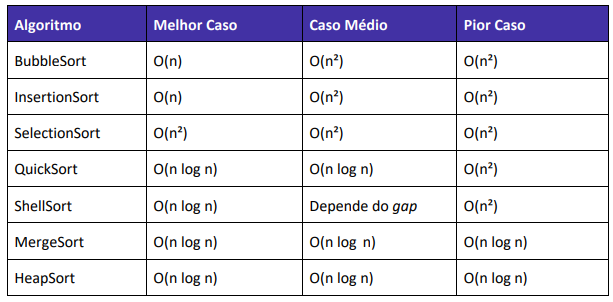 Algoritmo Melhor Caso Caso Médio Pior Caso
BubbleSort O(n) O(n²) O(n²)
InsertionSort O(n) O(n²) O(n²)
SelectionSort O(n²) O(n²) O(n²)
QuickSort O(n log n) O(n log n) O(n²)
ShellSort O(n log n) Depende do gap O(n²)
MergeSort O(n log n) O(n log n) O(n log n)
HeapSort O(n log n) O(n log n) O(n log n)